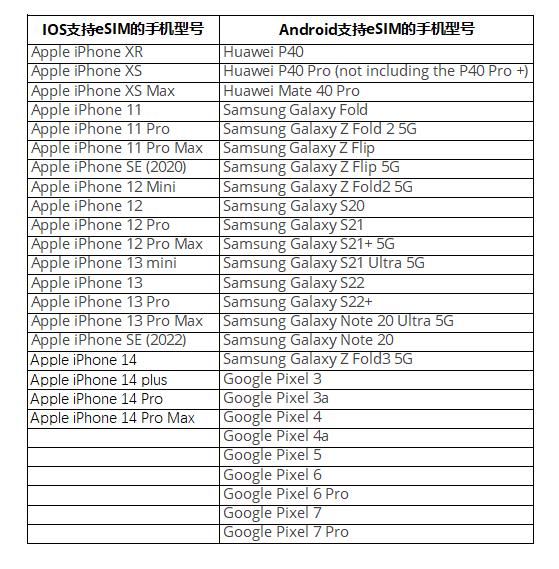 IOS支持eSIM的手机型号 Android支持eSIM的手机型号
Apple iPhone XR Huawei P40
Apple iPhone XS Huawei P40 Pro (not including the P40 Pro +)
Apple iPhone XS Max Huawei Mate 40 Pro
Apple iPhone 11 Samsung Galaxy Fold
Apple iPhone 11 Pro Samsung Galaxy Z Fold 2 5G
Apple iPhone 11 Pro Max Samsung Galaxy Z Flip
Apple iPhone SE (2020) Samsung Galaxy Z Flip 5G
Apple iPhone 12 Mini Samsung Galaxy Z Fold2 5G
Apple iPhone 12 Samsung Galaxy S20
Apple iPhone 12 Pro Samsung Galaxy S21
Apple iPhone 12 Pro Max Samsung Galaxy S21+ 5G
Apple iPhone 13 mini Samsung Galaxy S21 Ultra 5G
Apple iPhone 13 Samsung Galaxy S22
Apple iPhone 13 Pro Samsung Galaxy S22+
Apple iPhone 13 Pro Max Samsung Galaxy Note 20 Ultra 5G
Apple iPhone SE (2022) Samsung Galaxy Note 20
Apple iPhone 14 Samsung Galaxy Z Fold3 5G
Apple iPhone 14 plus Google Pixel 3
Apple iPhone 14 Pro Google Pixel 3a
Apple iPhone 14 Pro Max Google Pixel 4
Google Pixel 4a
Google Pixel 5
Google Pixel 6
Google Pixel 6 Pro
Google Pixel 7
Google Pixel 7 Pro